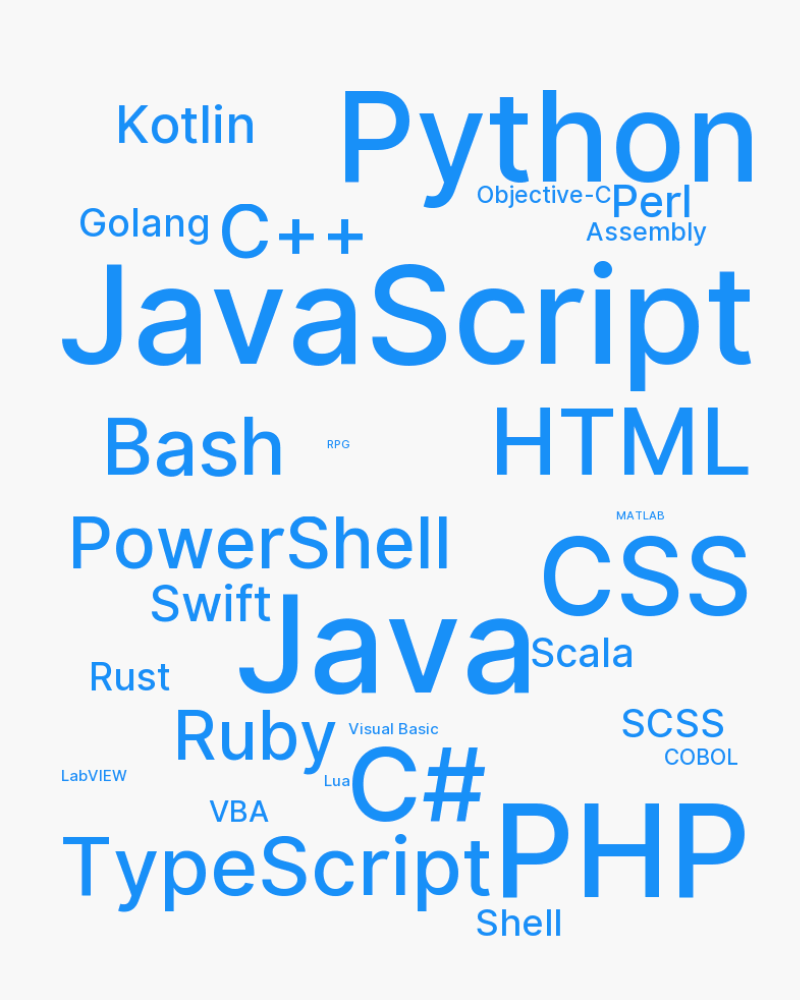 Kotlin
Python
Objective-C
Perl
Golang
C++
Assembly
JavaScript
Bash
RPG
HTML
MATLAB
PowerShell
CSS
Swift
Java
Scala
Rust
Ruby
Visual Basic
SCSS
COBOL
LabVIEW
Lua
C#
VBA
TypeScript
PHP
Shell